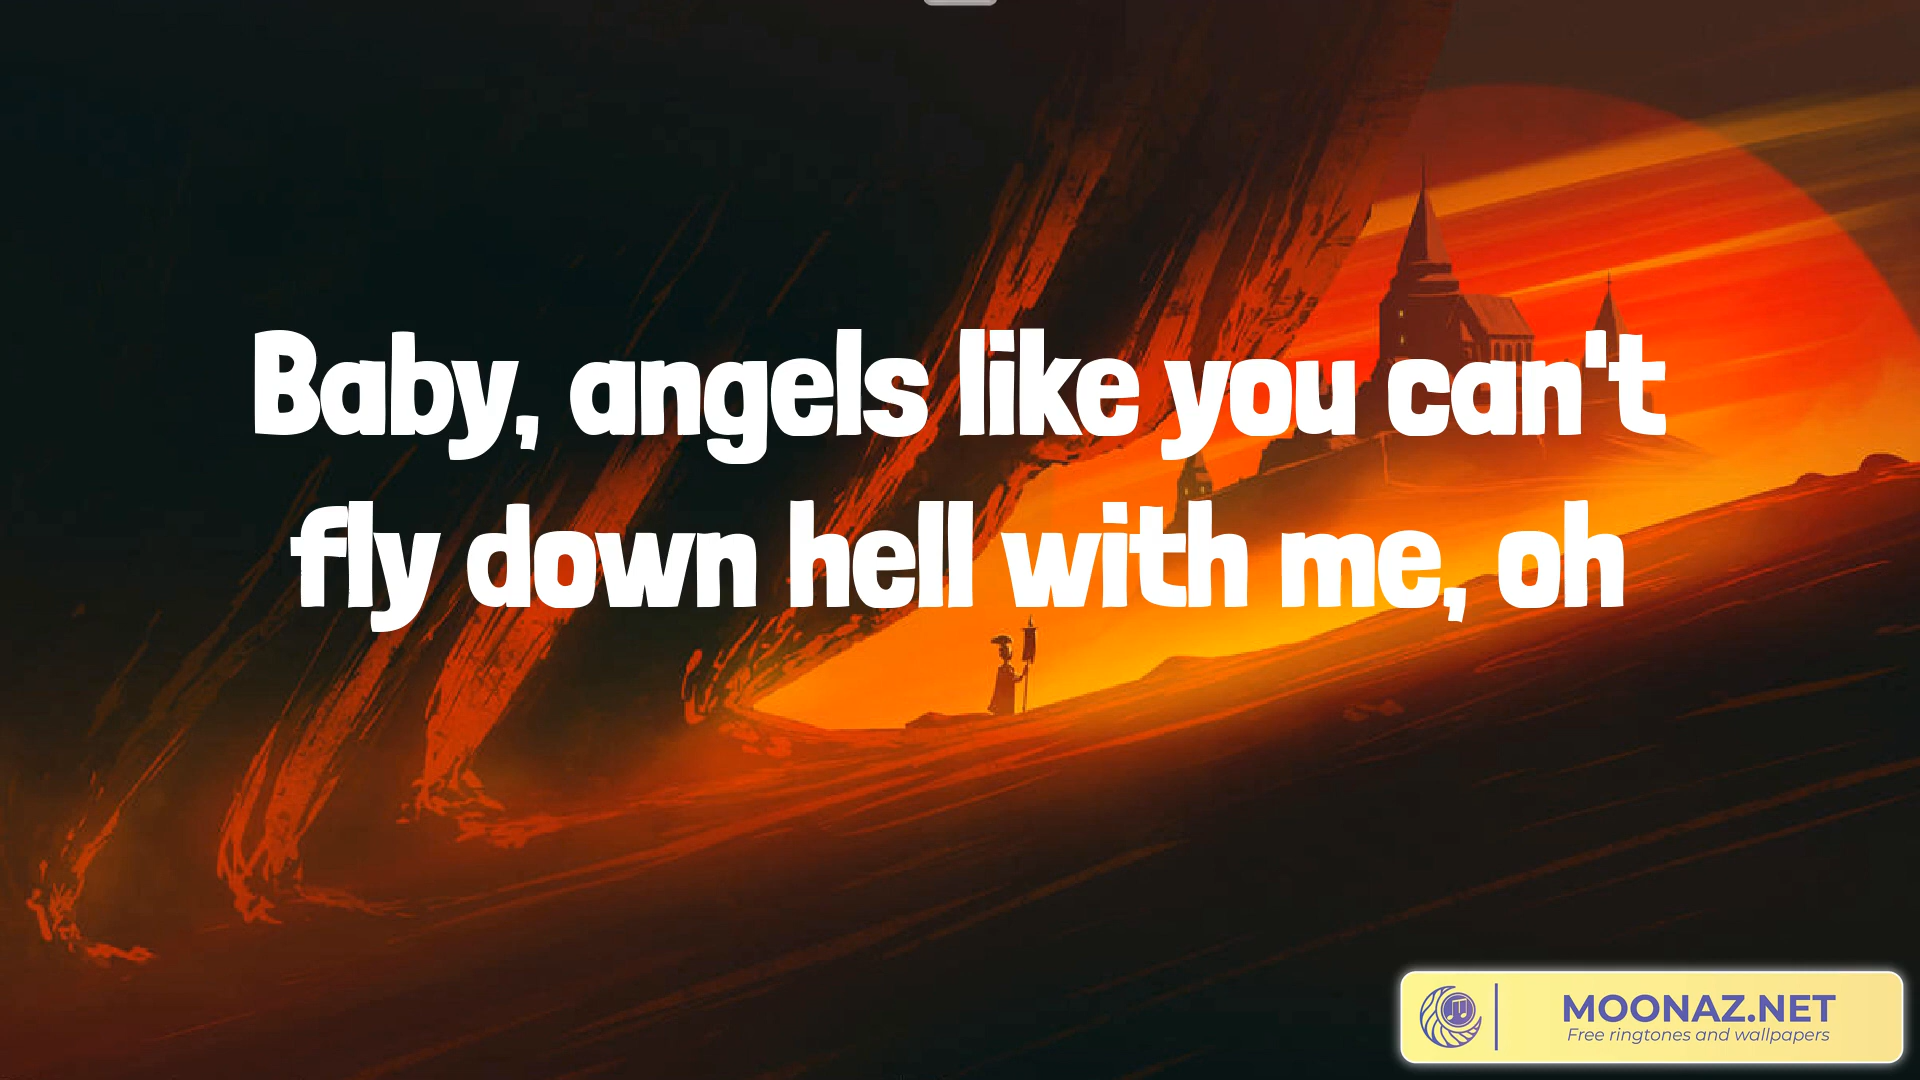 Baby, angels like you can't
fly down hell with me, oh
MOONAZ.NET
Free ringtones and wallpapers